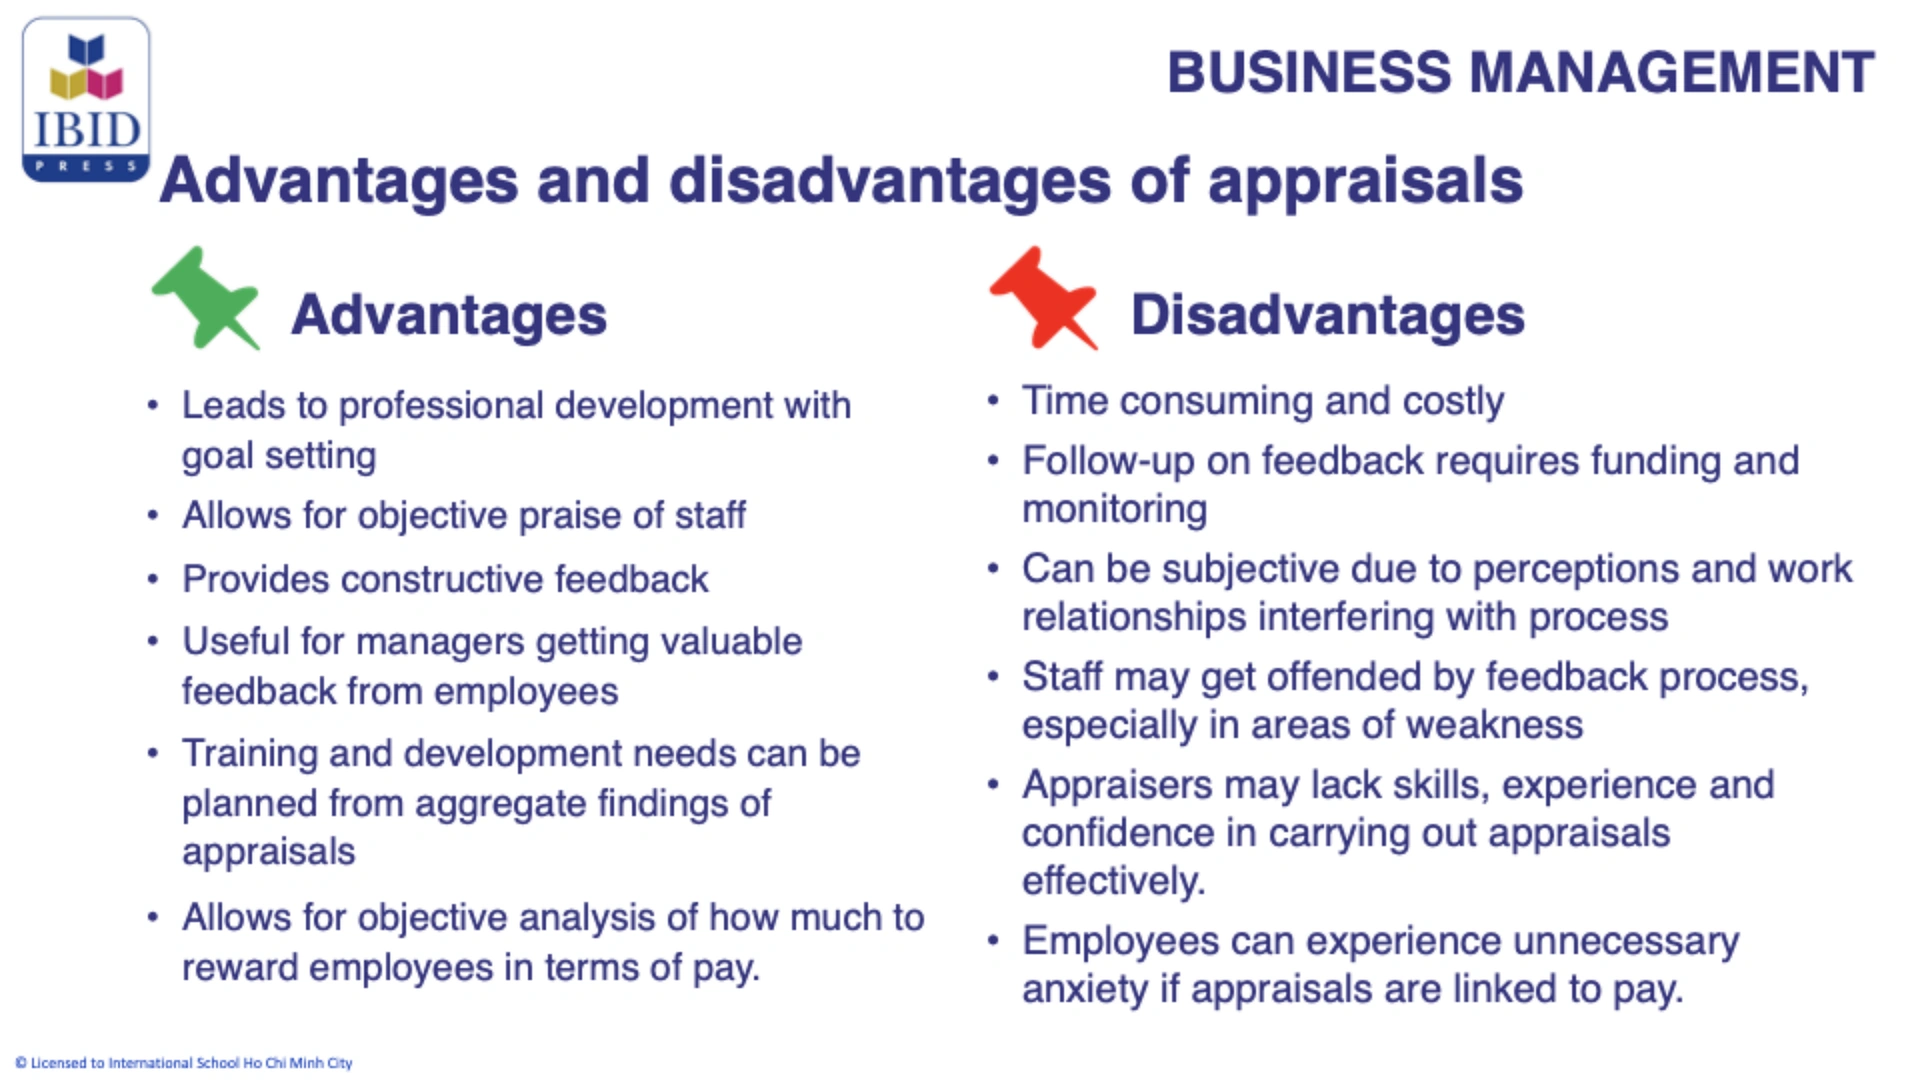 IBID
PRESS
BUSINESS MANAGEMENT
Advantages and disadvantages of appraisals
Advantages
• Leads to professional development with
goal setting
• Allows for objective praise of staff
• Provides constructive feedback
• Useful for managers getting valuable
feedback from employees
• Training and development needs can be
planned from aggregate findings of
appraisals
• Allows for objective analysis of how much to
reward employees in terms of pay.
Disadvantages
• Time consuming and costly
• Follow-up on feedback requires funding and
monitoring
• Can be subjective due to perceptions and work
relationships interfering with process
• Staff may get offended by feedback process,
especially in areas of weakness
• Appraisers may lack skills, experience and
confidence in carrying out appraisals
effectively.
• Employees can experience unnecessary
anxiety if appraisals are linked to pay.
© Licensed to International School Ho Chi Minh City